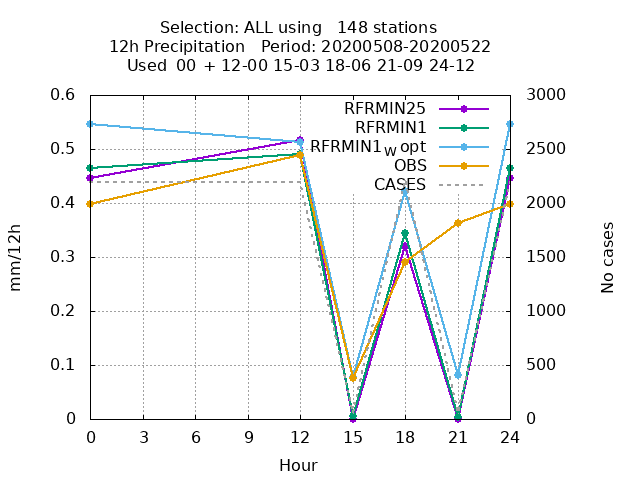 Selection: ALL using   148 stations
12h Precipitation   Period: 20200508-20200522
Used  00 + 12-00 15-03 18-06 21-09 24-12
0.6
0.5
0.4
0.3
0.2
0.1
0
3000
2500
2000
1500
1000
500
0
RFRMIN25
RFRMIN1
RFRMIN1w opt
OBS
CASES
mm/12h
No cases
0 3 6 9 12 15 18 21 24
Hour